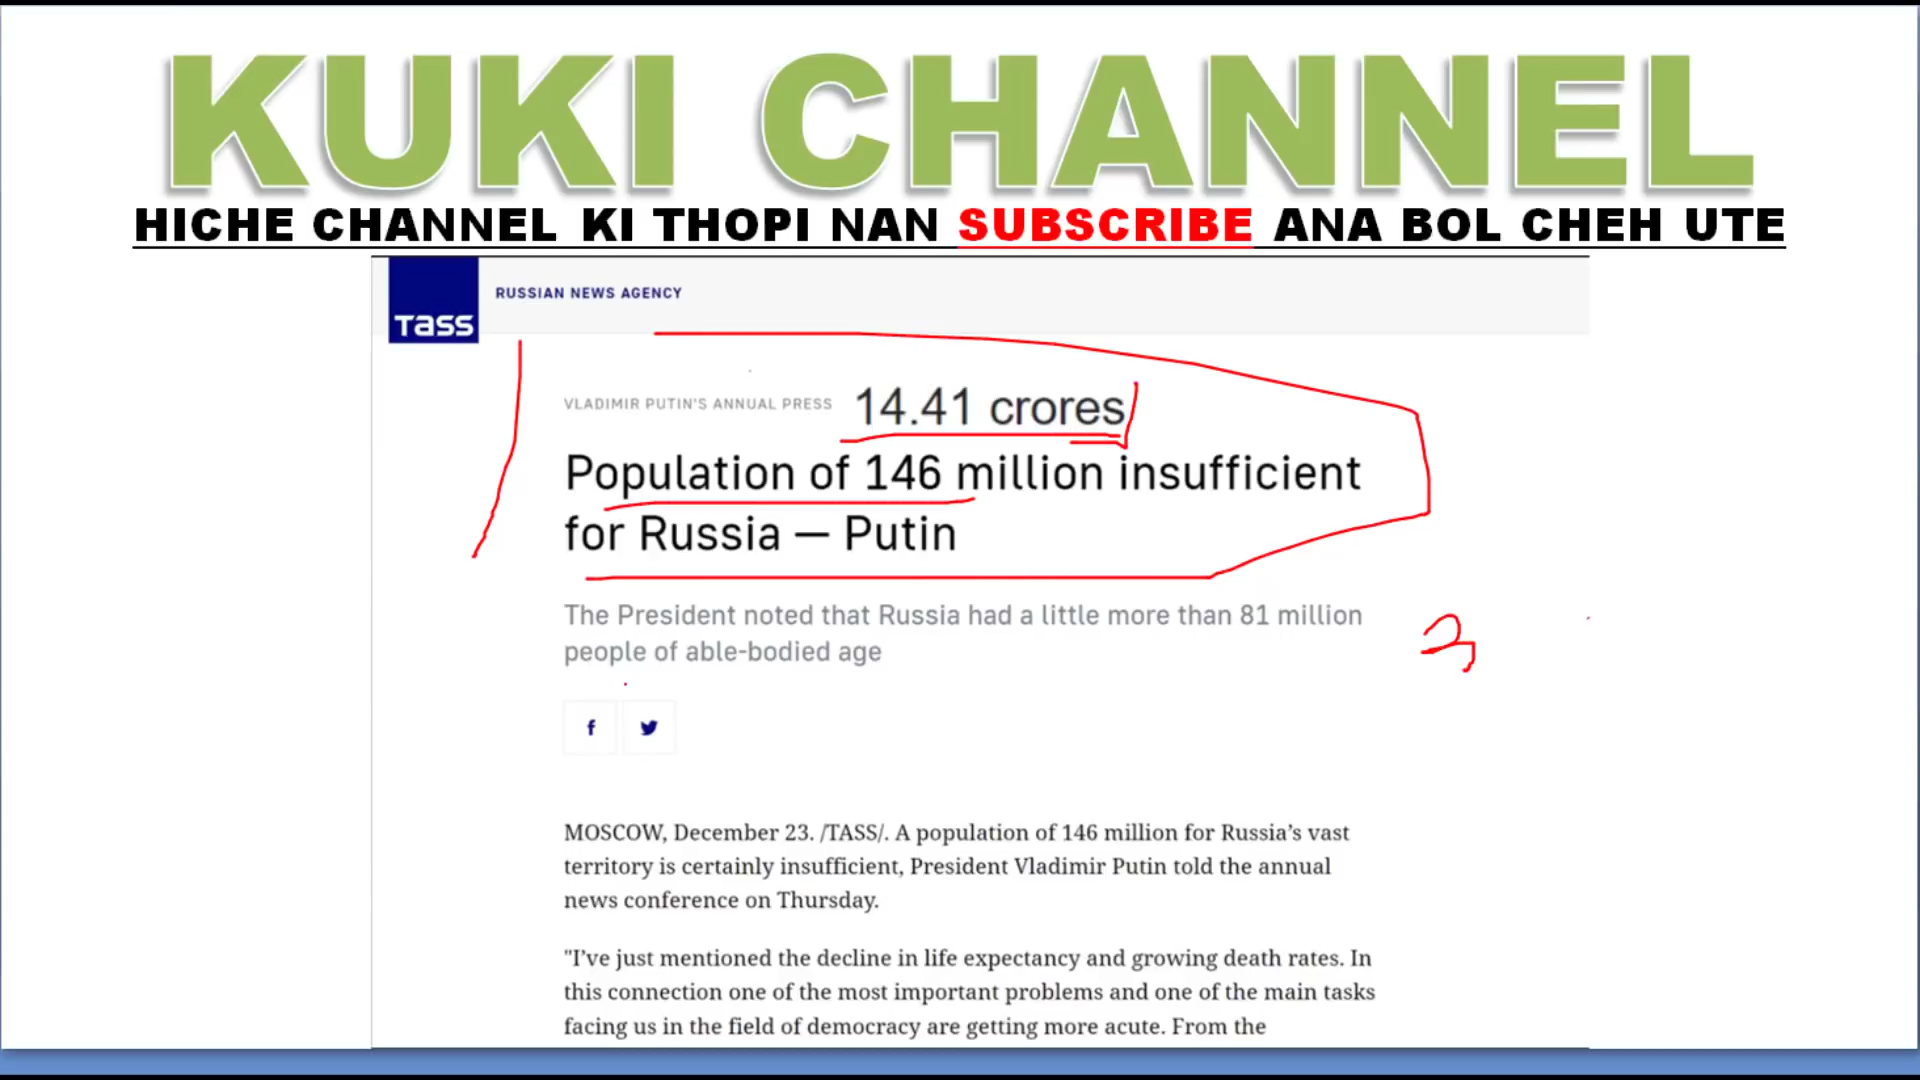 KUKI CHANNEL
HICHE CHANNEL KI THOPI NAN SUBSCRIBE ANA BOL CHEH UTE
TASS
RUSSIAN NEWS AGENCY
VLADIMIR PUTIN'S ANNUAL PRESS
14.41 crores
Population of 146 million insufficient
for Russia — Putin
The President noted that Russia had a little more than 81 million
people of able-bodied age
3
f
MOSCOW, December 23. /TASS/. A population of 146 million for Russia’s vast
territory is certainly insufficient, President Vladimir Putin told the annual
news conference on Thursday.
"I’ve just mentioned the decline in life expectancy and growing death rates. In
this connection one of the most important problems and one of the main tasks
facing us in the field of democracy are getting more acute. From the